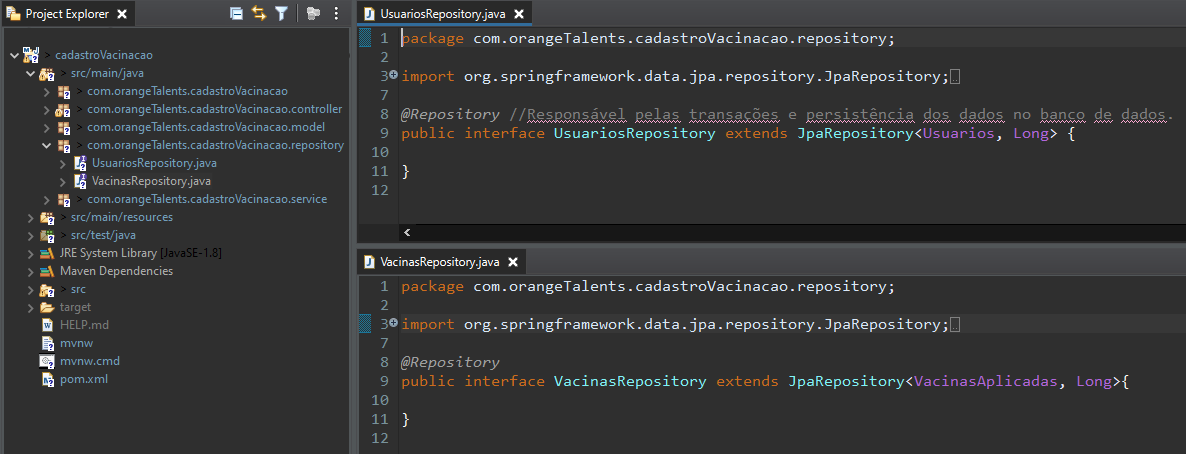 Project Explorer
cadastroVacinacao
src/main/java
com.orangeTalents.cadastroVacinacao
com.orangeTalents.cadastroVacinacao.controller
com.orangeTalents.cadastroVacinacao.model
com.orangeTalents.cadastroVacinacao.repository
UsuariosRepository.java
VacinasRepository.java
com.orangeTalents.cadastroVacinacao.service
src/main/resources
src/test/java
JRE System Library [JavaSE-1.8]
Maven Dependencies
src
target
HELP.md
mvnw
mvnw.cmd
pom.xml
UsuariosRepository.java
1 package com.orangeTalents.cadastroVacinacao.repository;
2
3 import org.springframework.data.jpa.repository.JpaRepository;
7
8 @Repository //Responsável pelas transações e persistência dos dados no banco de dados.
9 public interface UsuariosRepository extends JpaRepository<Usuarios, Long> {
10
11 }
12
VacinasRepository.java
1 package com.orangeTalents.cadastroVacinacao.repository;
2
3 import org.springframework.data.jpa.repository.JpaRepository;
7
8 @Repository
9 public interface VacinasRepository extends JpaRepository<VacinasAplicadas, Long>{
10
11 }
12